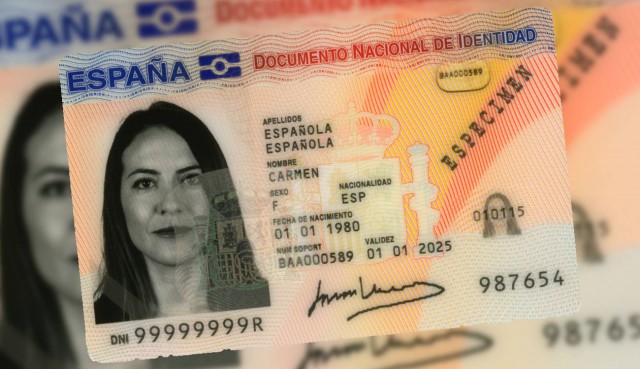 ESPAÑA
DOCUMENTO NACIONAL DE IDENTIDAD
BAA000589
ESPECIMEN
APELLIDOS
ESPAÑOLA
ESPAÑOLA
NOMBRE
CARMEN
SEXO
NACIONALIDAD
F
ESP
FECHA DE NACIMIENTO
01 01 1980
010115
NUM SOPORT
VALIDEZ
BAA000589
01 01 2025
987654
DNI 99999999R